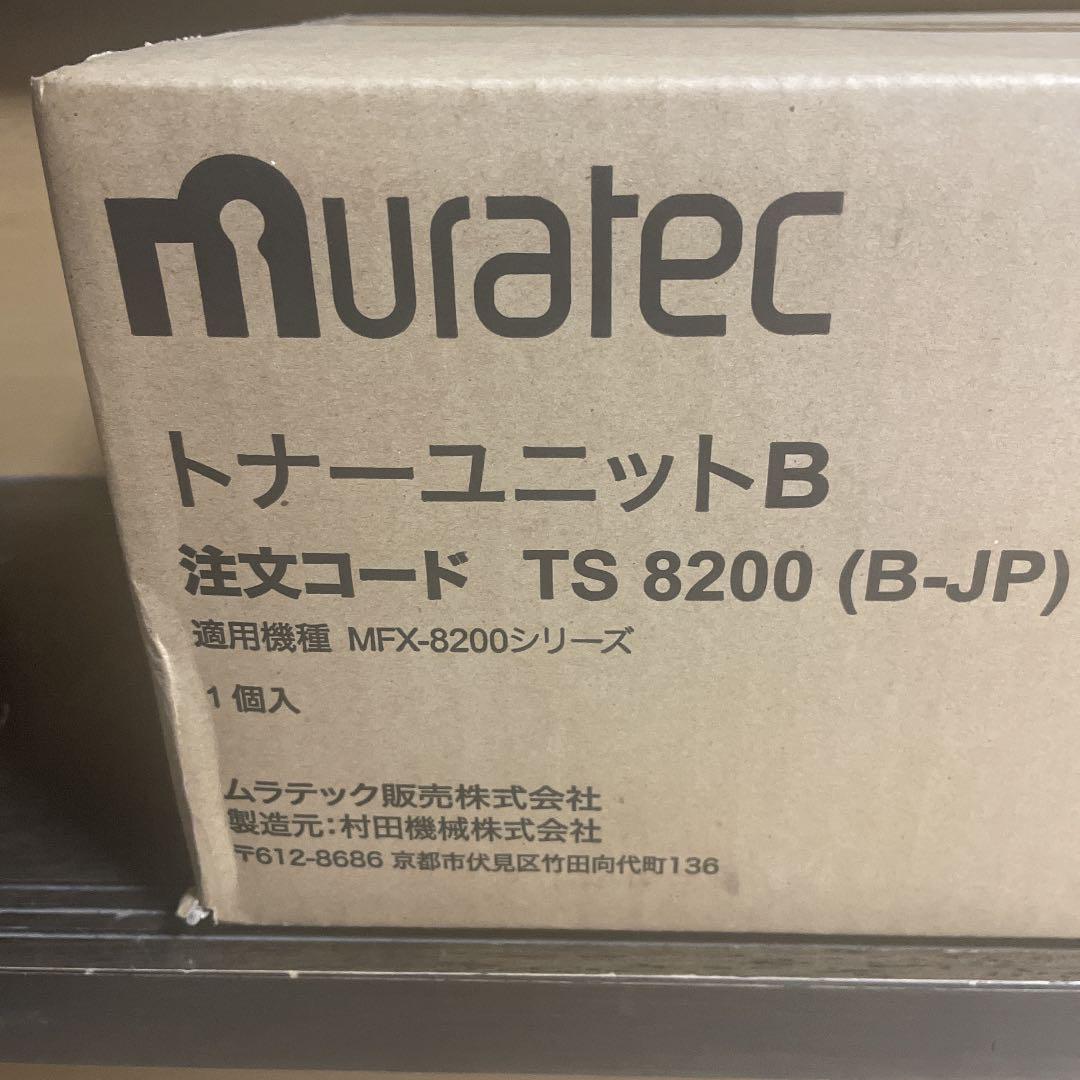 muratec
トナーユニットB
注文コード TS 8200 (B-JP)
適用機種 MFX-8200シリーズ
1 個入
ムラテック販売株式会社
製造元：村田機械株式会社
〒612-8686 京都市伏見区竹田向代町136